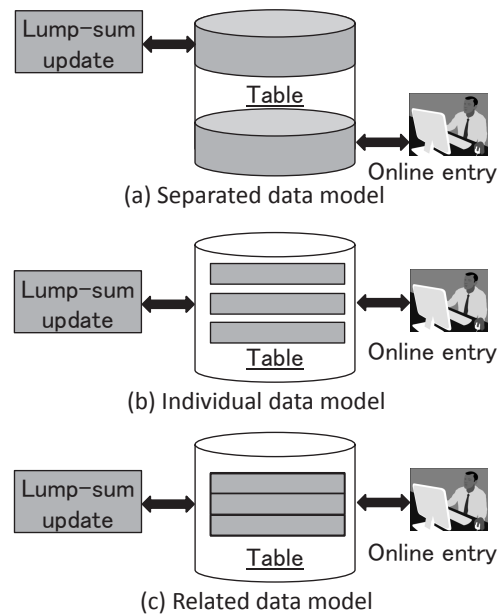 Lump-sum
update
Table
Online entry
(a) Separated data model
Lump-sum
update
Table
Online entry
(b) Individual data model
Lump-sum
update
Table
Online entry
(c) Related data model